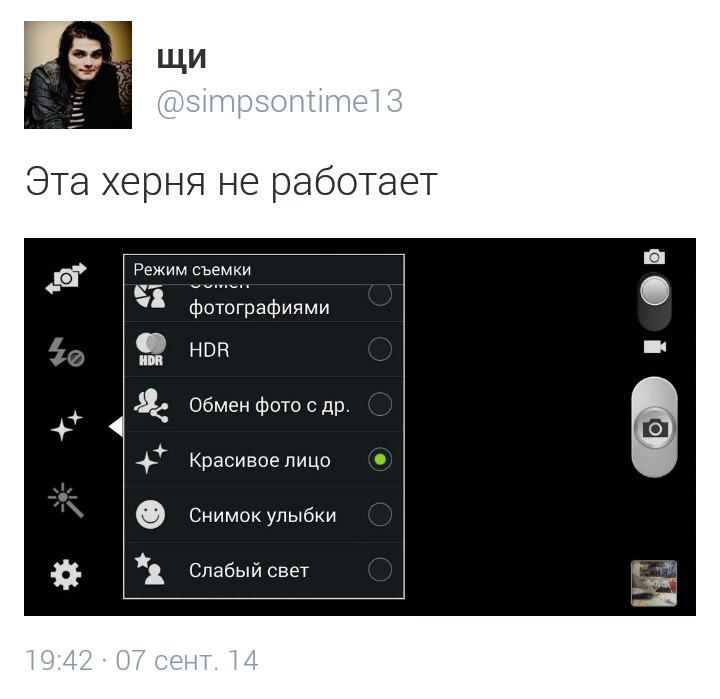 щи
@simpsontime13
Эта херня не работает
Режим съемки
Обмен
фотографиями
HDR
HDR
Обмен фото с др.
Красивое лицо
Снимок улыбки
Слабый свет
19:42 · 07 сент. 14